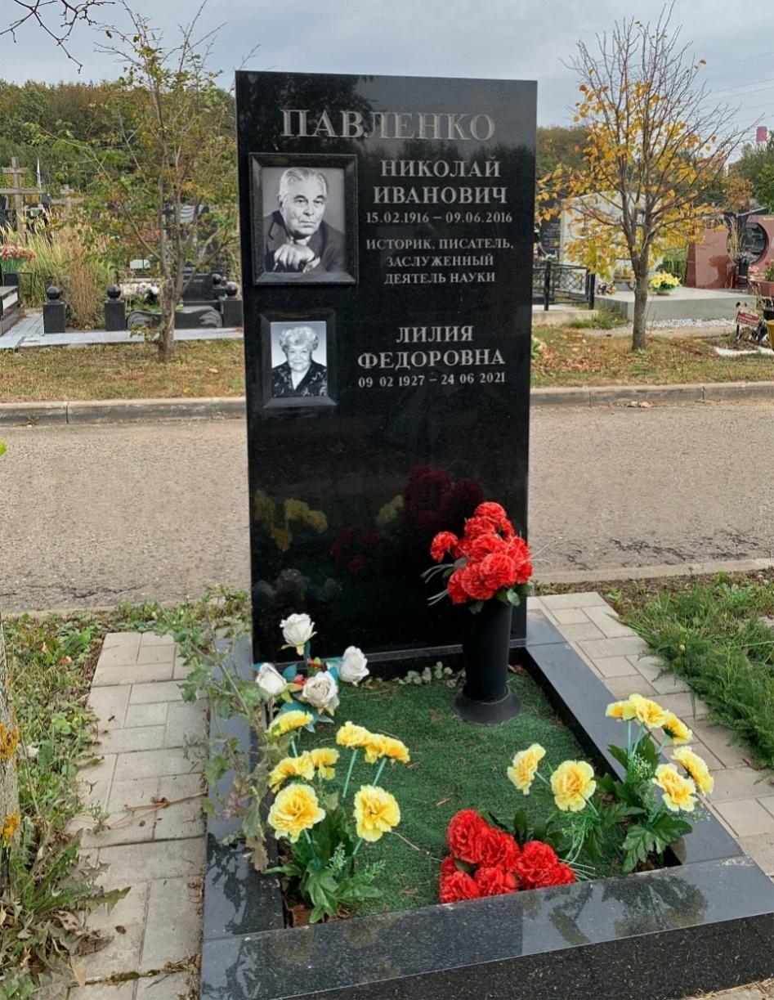 ПАВЛЕНКО
НИКОЛАЙ
ИВАНОВИЧ
15.02.1916 – 09.06.2016
ИСТОРИК, ПИСАТЕЛЬ,
ЗАСЛУЖЕННЫЙ
ДЕЯТЕЛЬ НАУКИ
ЛИЛИЯ
ФЕДОРОВНА
09 02 1927 – 24 06 2021